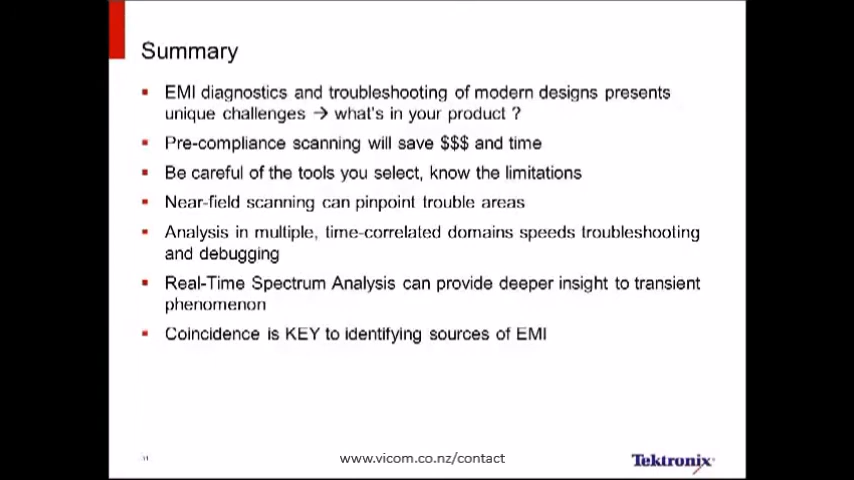 Summary
EMI diagnostics and troubleshooting of modern designs presents
unique challenges → what's in your product ?
Pre-compliance scanning will save $$$ and time
Be careful of the tools you select, know the limitations
Near-field scanning can pinpoint trouble areas
Analysis in multiple, time-correlated domains speeds troubleshooting
and debugging
Real-Time Spectrum Analysis can provide deeper insight to transient
phenomenon
Coincidence is KEY to identifying sources of EMI
www.vicom.co.nz/contact
Tektronix